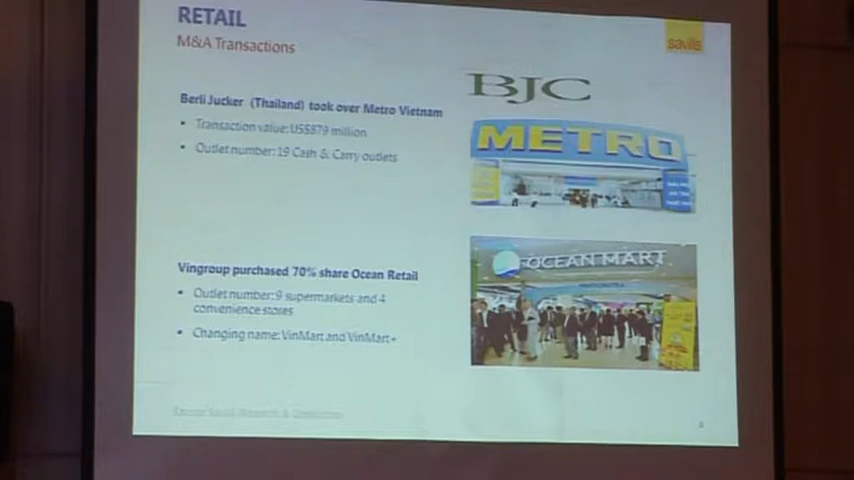 RETAIL
M&A Transactions
savills
Berli Jucker (Thailand) took over Metro Vietnam
• Transaction value: US$879 million
• Outlet number: 19 Cash & Carry outlets
BJC
METRO
Vingroup purchased 70% share Ocean Retail
• Outlet number: 9 supermarkets and 4
convenience stores
• Changing name: VinMart and VinMart+
OCEAN MART